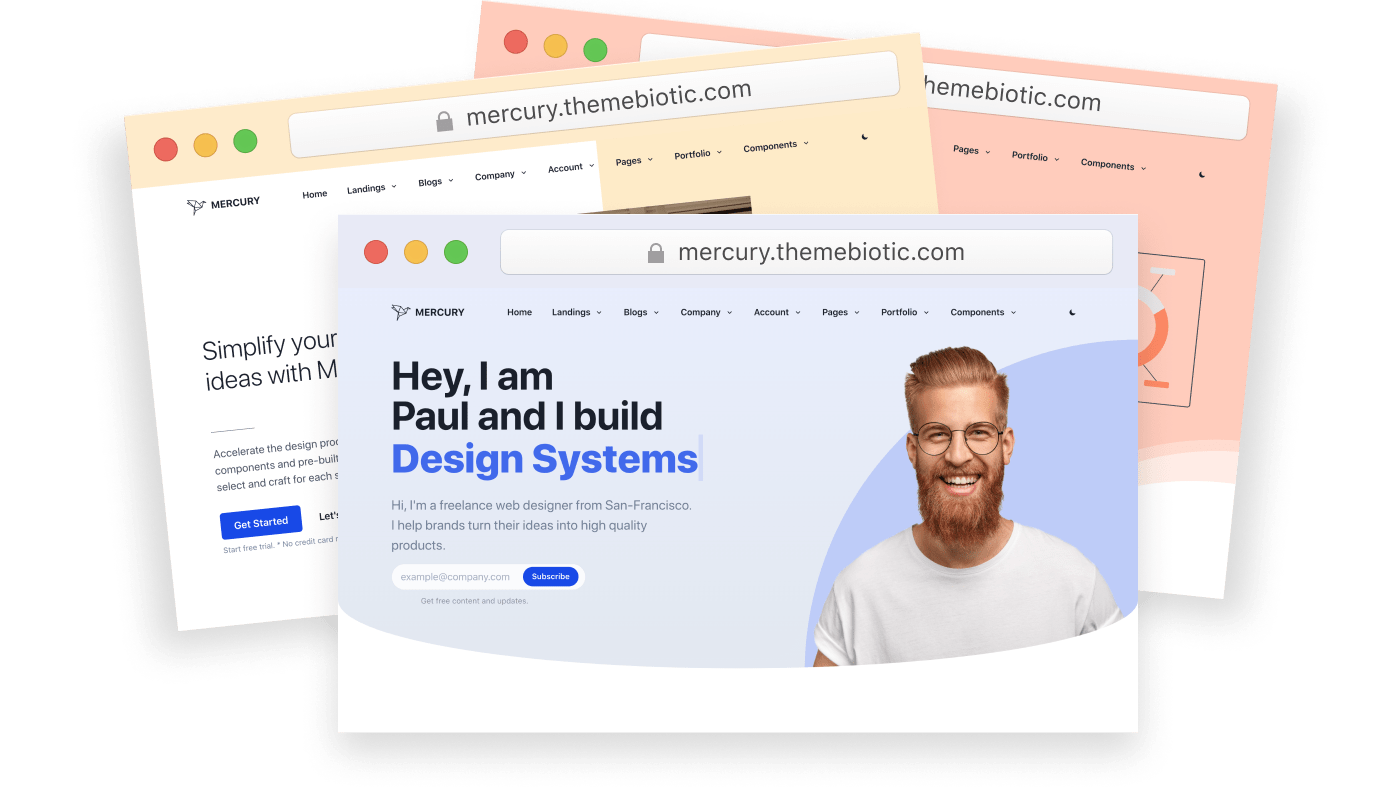 mercury.themebiotic.com
MERCURY
Home
Landings
Blogs
Company
Account
Pages
Portfolio
Components
Simplify your
ideas with
Accelerate the design
components and pre-built
select and craft for each
Get Started
Start free trial. * No credit card
themebiotic.com
Pages
Portfolio
Components
mercury.themebiotic.com
MERCURY
Home
Landings
Blogs
Company
Account
Pages
Portfolio
Components
Hey, I am
Paul and I build
Design Systems
Hi, I'm a freelance web designer from San-Francisco.
I help brands turn their ideas into high quality
products.
example@company.com
Subscribe
Get free content and updates.